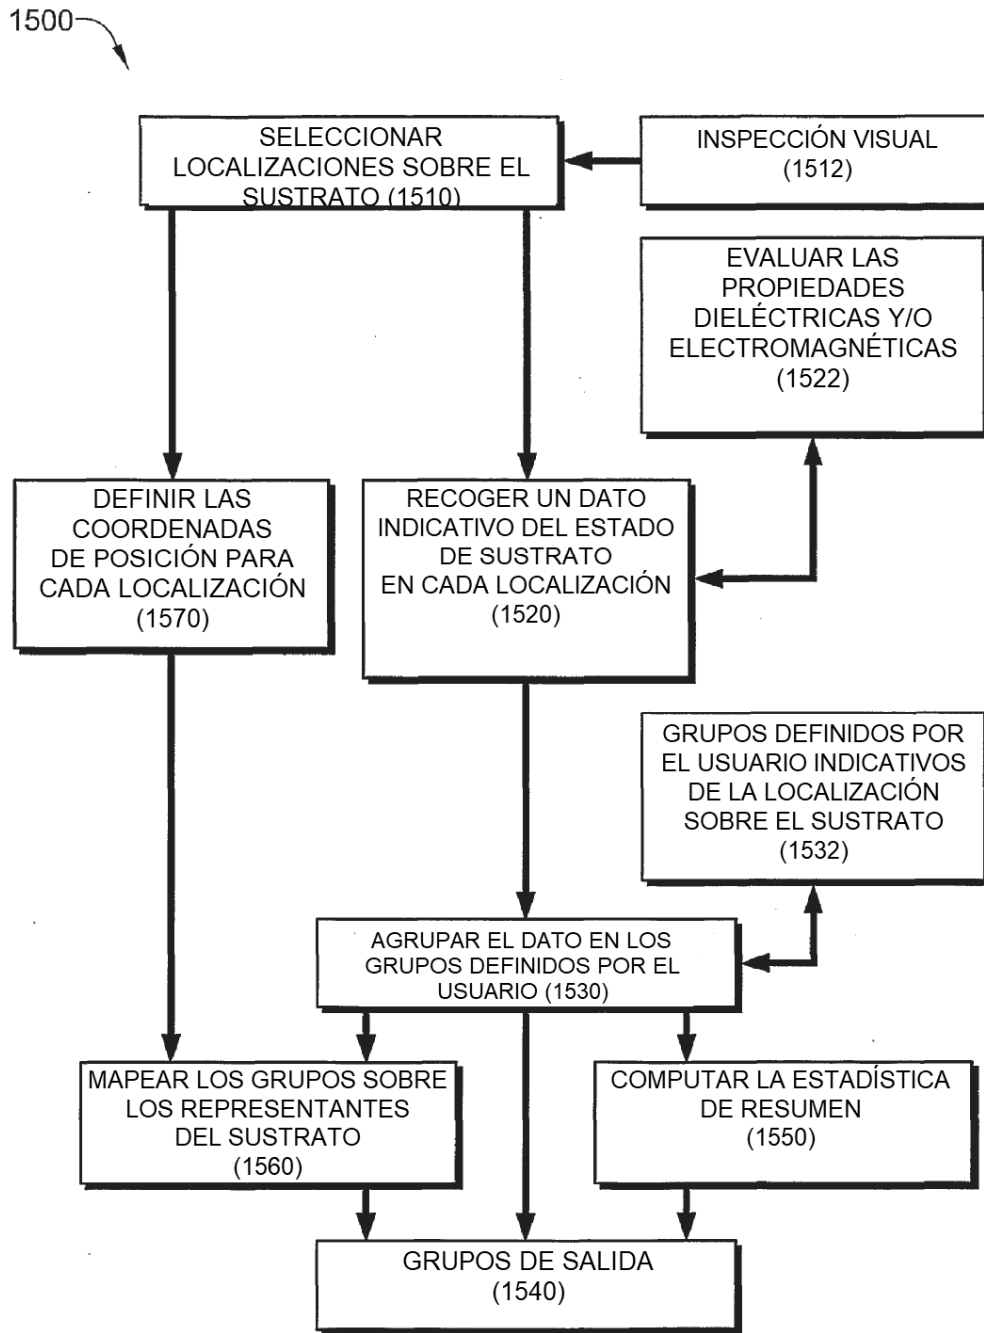 1500
SELECCIONAR
LOCALIZACIONES SOBRE EL
SUSTRATO (1510)
INSPECCIÓN VISUAL
(1512)
EVALUAR LAS
PROPIEDADES
DIELÉCTRICAS Y/O
ELECTROMAGNÉTICAS
(1522)
DEFINIR LAS
COORDENADAS
DE POSICIÓN PARA
CADA LOCALIZACIÓN
(1570)
RECOGER UN DATO
INDICATIVO DEL ESTADO
DE SUSTRATO
EN CADA LOCALIZACIÓN
(1520)
GRUPOS DEFINIDOS POR
EL USUARIO INDICATIVOS
DE LA LOCALIZACIÓN
SOBRE EL SUSTRATO
(1532)
AGRUPAR EL DATO EN LOS
GRUPOS DEFINIDOS POR EL
USUARIO (1530)
MAPEAR LOS GRUPOS SOBRE
LOS REPRESENTANTES
DEL SUSTRATO
(1560)
COMPUTAR LA ESTADÍSTICA
DE RESUMEN
(1550)
GRUPOS DE SALIDA
(1540)